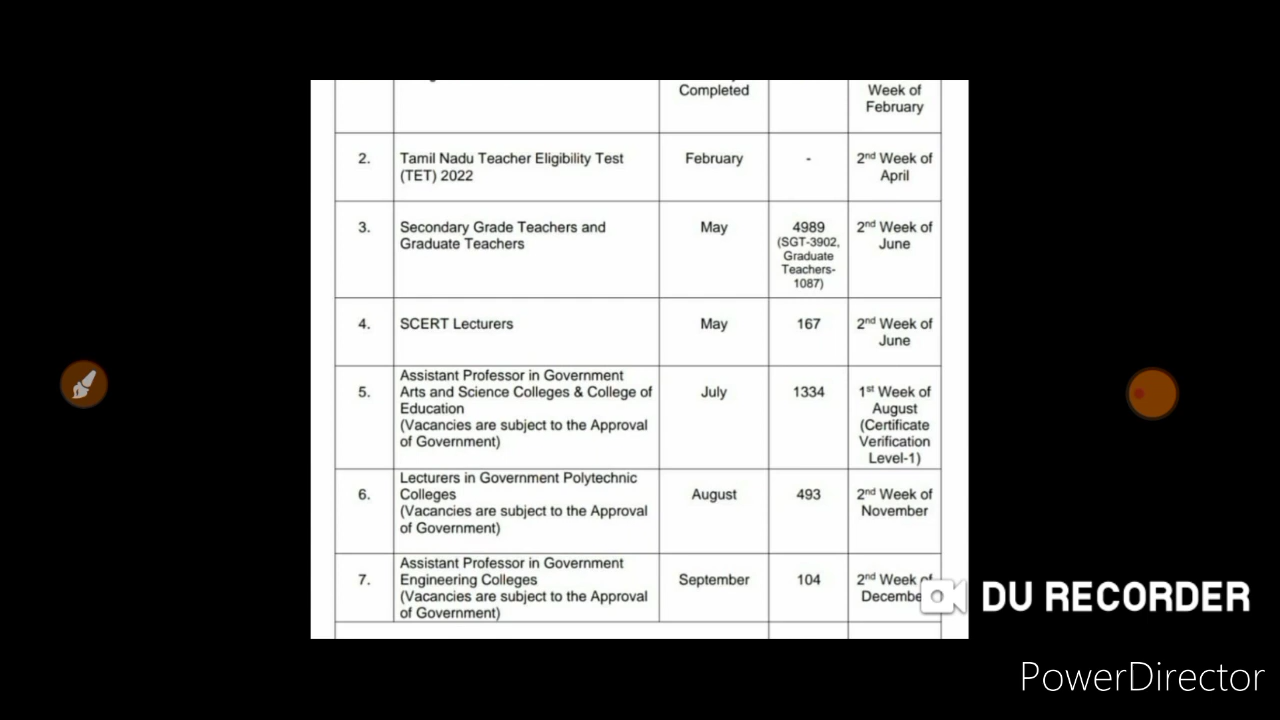 Completed
Week of
February
2.
Tamil Nadu Teacher Eligibility Test
(TET) 2022
February
-
2nd Week of
April
3.
Secondary Grade Teachers and
Graduate Teachers
May
4989
(SGT-3902,
Graduate
Teachers-
1087)
2nd Week of
June
4.
SCERT Lecturers
May
167
2nd Week of
June
5.
Assistant Professor in Government
Arts and Science Colleges & College of
Education
(Vacancies are subject to the Approval
of Government)
July
1334
1st Week of
August
(Certificate
Verification
Level-1)
6.
Lecturers in Government Polytechnic
Colleges
(Vacancies are subject to the Approval
of Government)
August
493
2nd Week of
November
7.
Assistant Professor in Government
Engineering Colleges
(Vacancies are subject to the Approval
of Government)
September
104
2nd Week of
December
DU RECORDER
PowerDirector